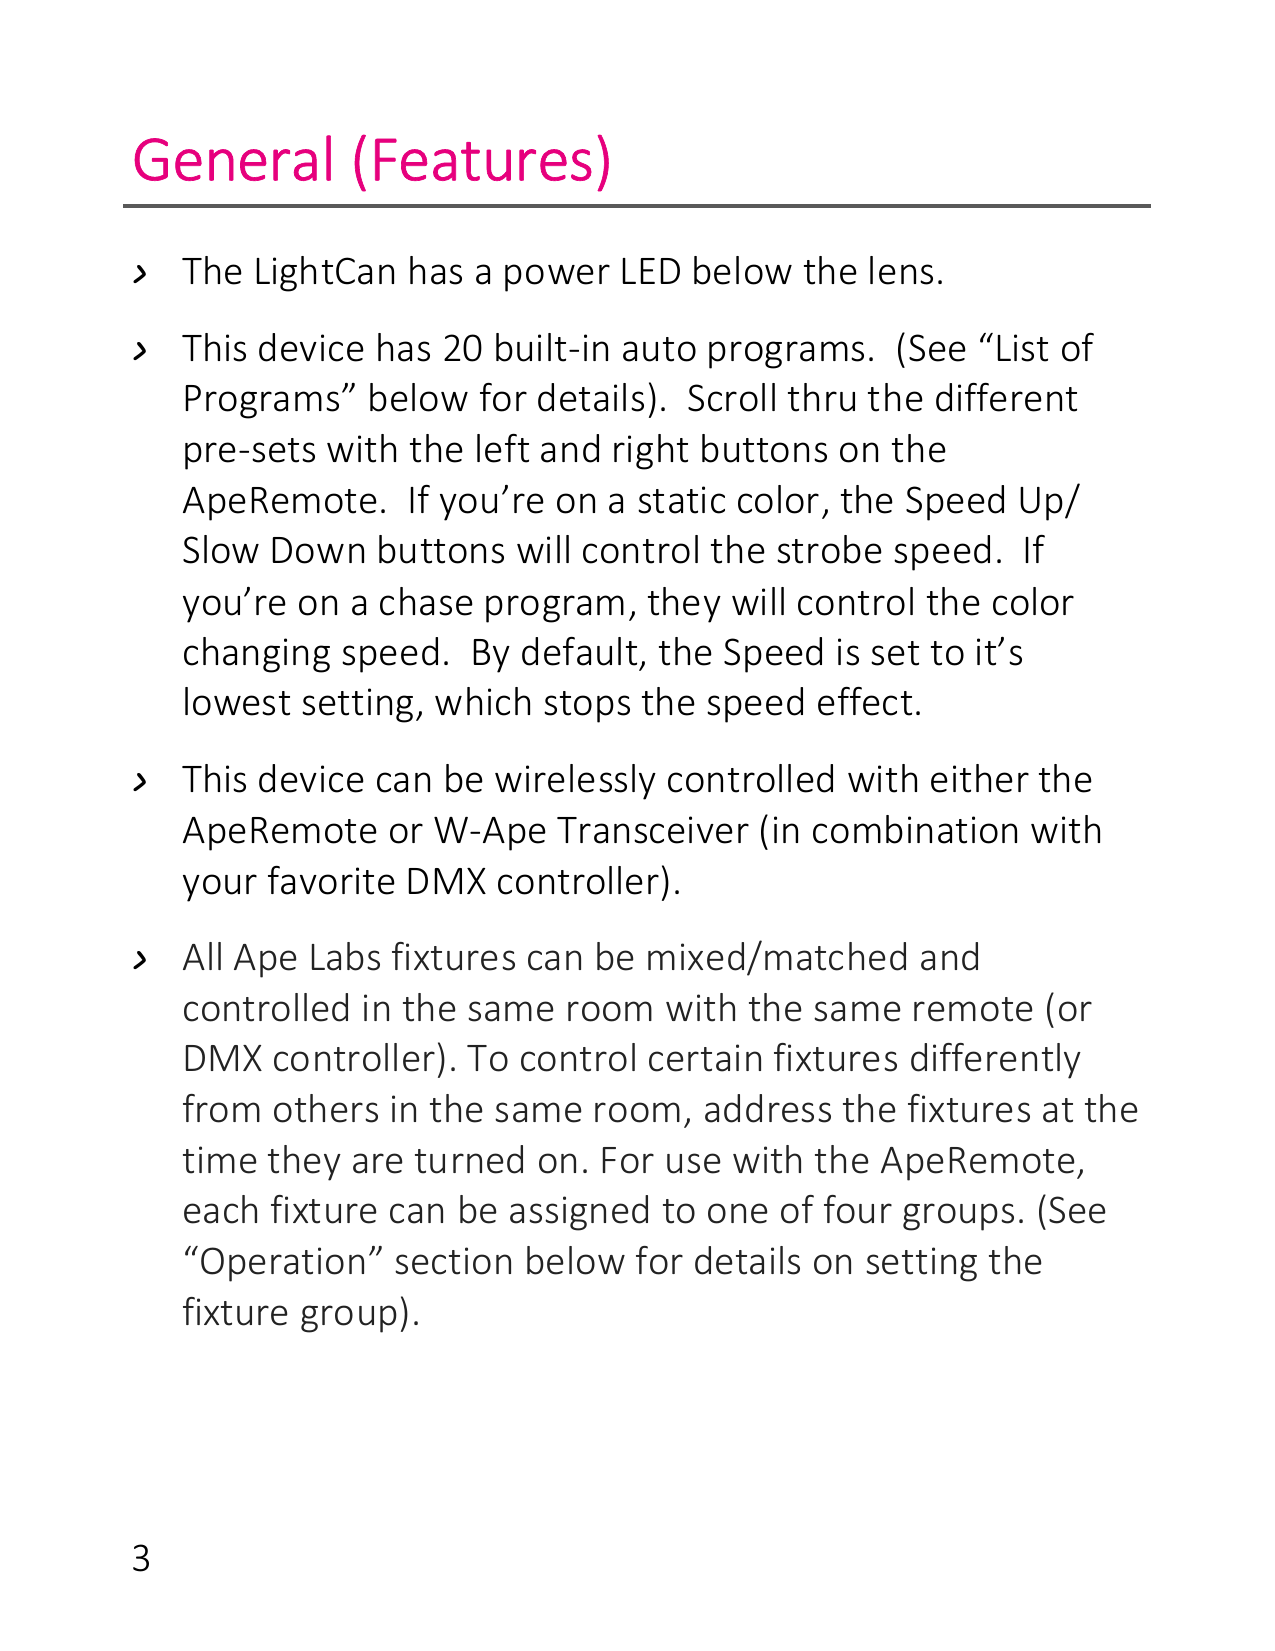 General (Features)
› The LightCan has a power LED below the lens.
› This device has 20 built-in auto programs.  (See “List of
Programs” below for details).  Scroll thru the different
pre-sets with the left and right buttons on the
ApeRemote.  If you’re on a static color, the Speed Up/
Slow Down buttons will control the strobe speed.  If
you’re on a chase program, they will control the color
changing speed.  By default, the Speed is set to it’s
lowest setting, which stops the speed effect.
› This device can be wirelessly controlled with either the
ApeRemote or W-Ape Transceiver (in combination with
your favorite DMX controller).
› All Ape Labs fixtures can be mixed/matched and
controlled in the same room with the same remote (or
DMX controller). To control certain fixtures differently
from others in the same room, address the fixtures at the
time they are turned on. For use with the ApeRemote,
each fixture can be assigned to one of four groups. (See
“Operation” section below for details on setting the
fixture group).
3